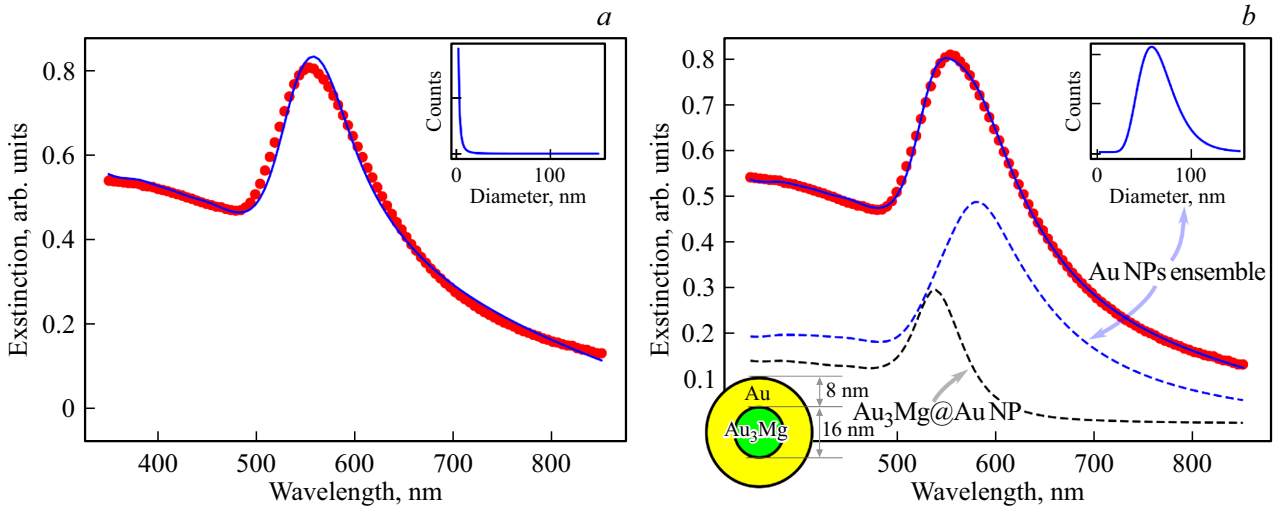 a
0.8
0.6
0.4
0.2
0
Exstinction, arb. units
400
500
600
700
800
Wavelength, nm
Counts
0
100
Diameter, nm
b
0.8
0.7
0.6
0.5
0.4
0.3
0.2
0.1
Exstinction, arb. units
500
600
700
800
Wavelength, nm
Counts
0
100
Diameter, nm
Au NPs ensemble
Au₃Mg@Au NP
Au
8 nm
Au₃Mg
16 nm